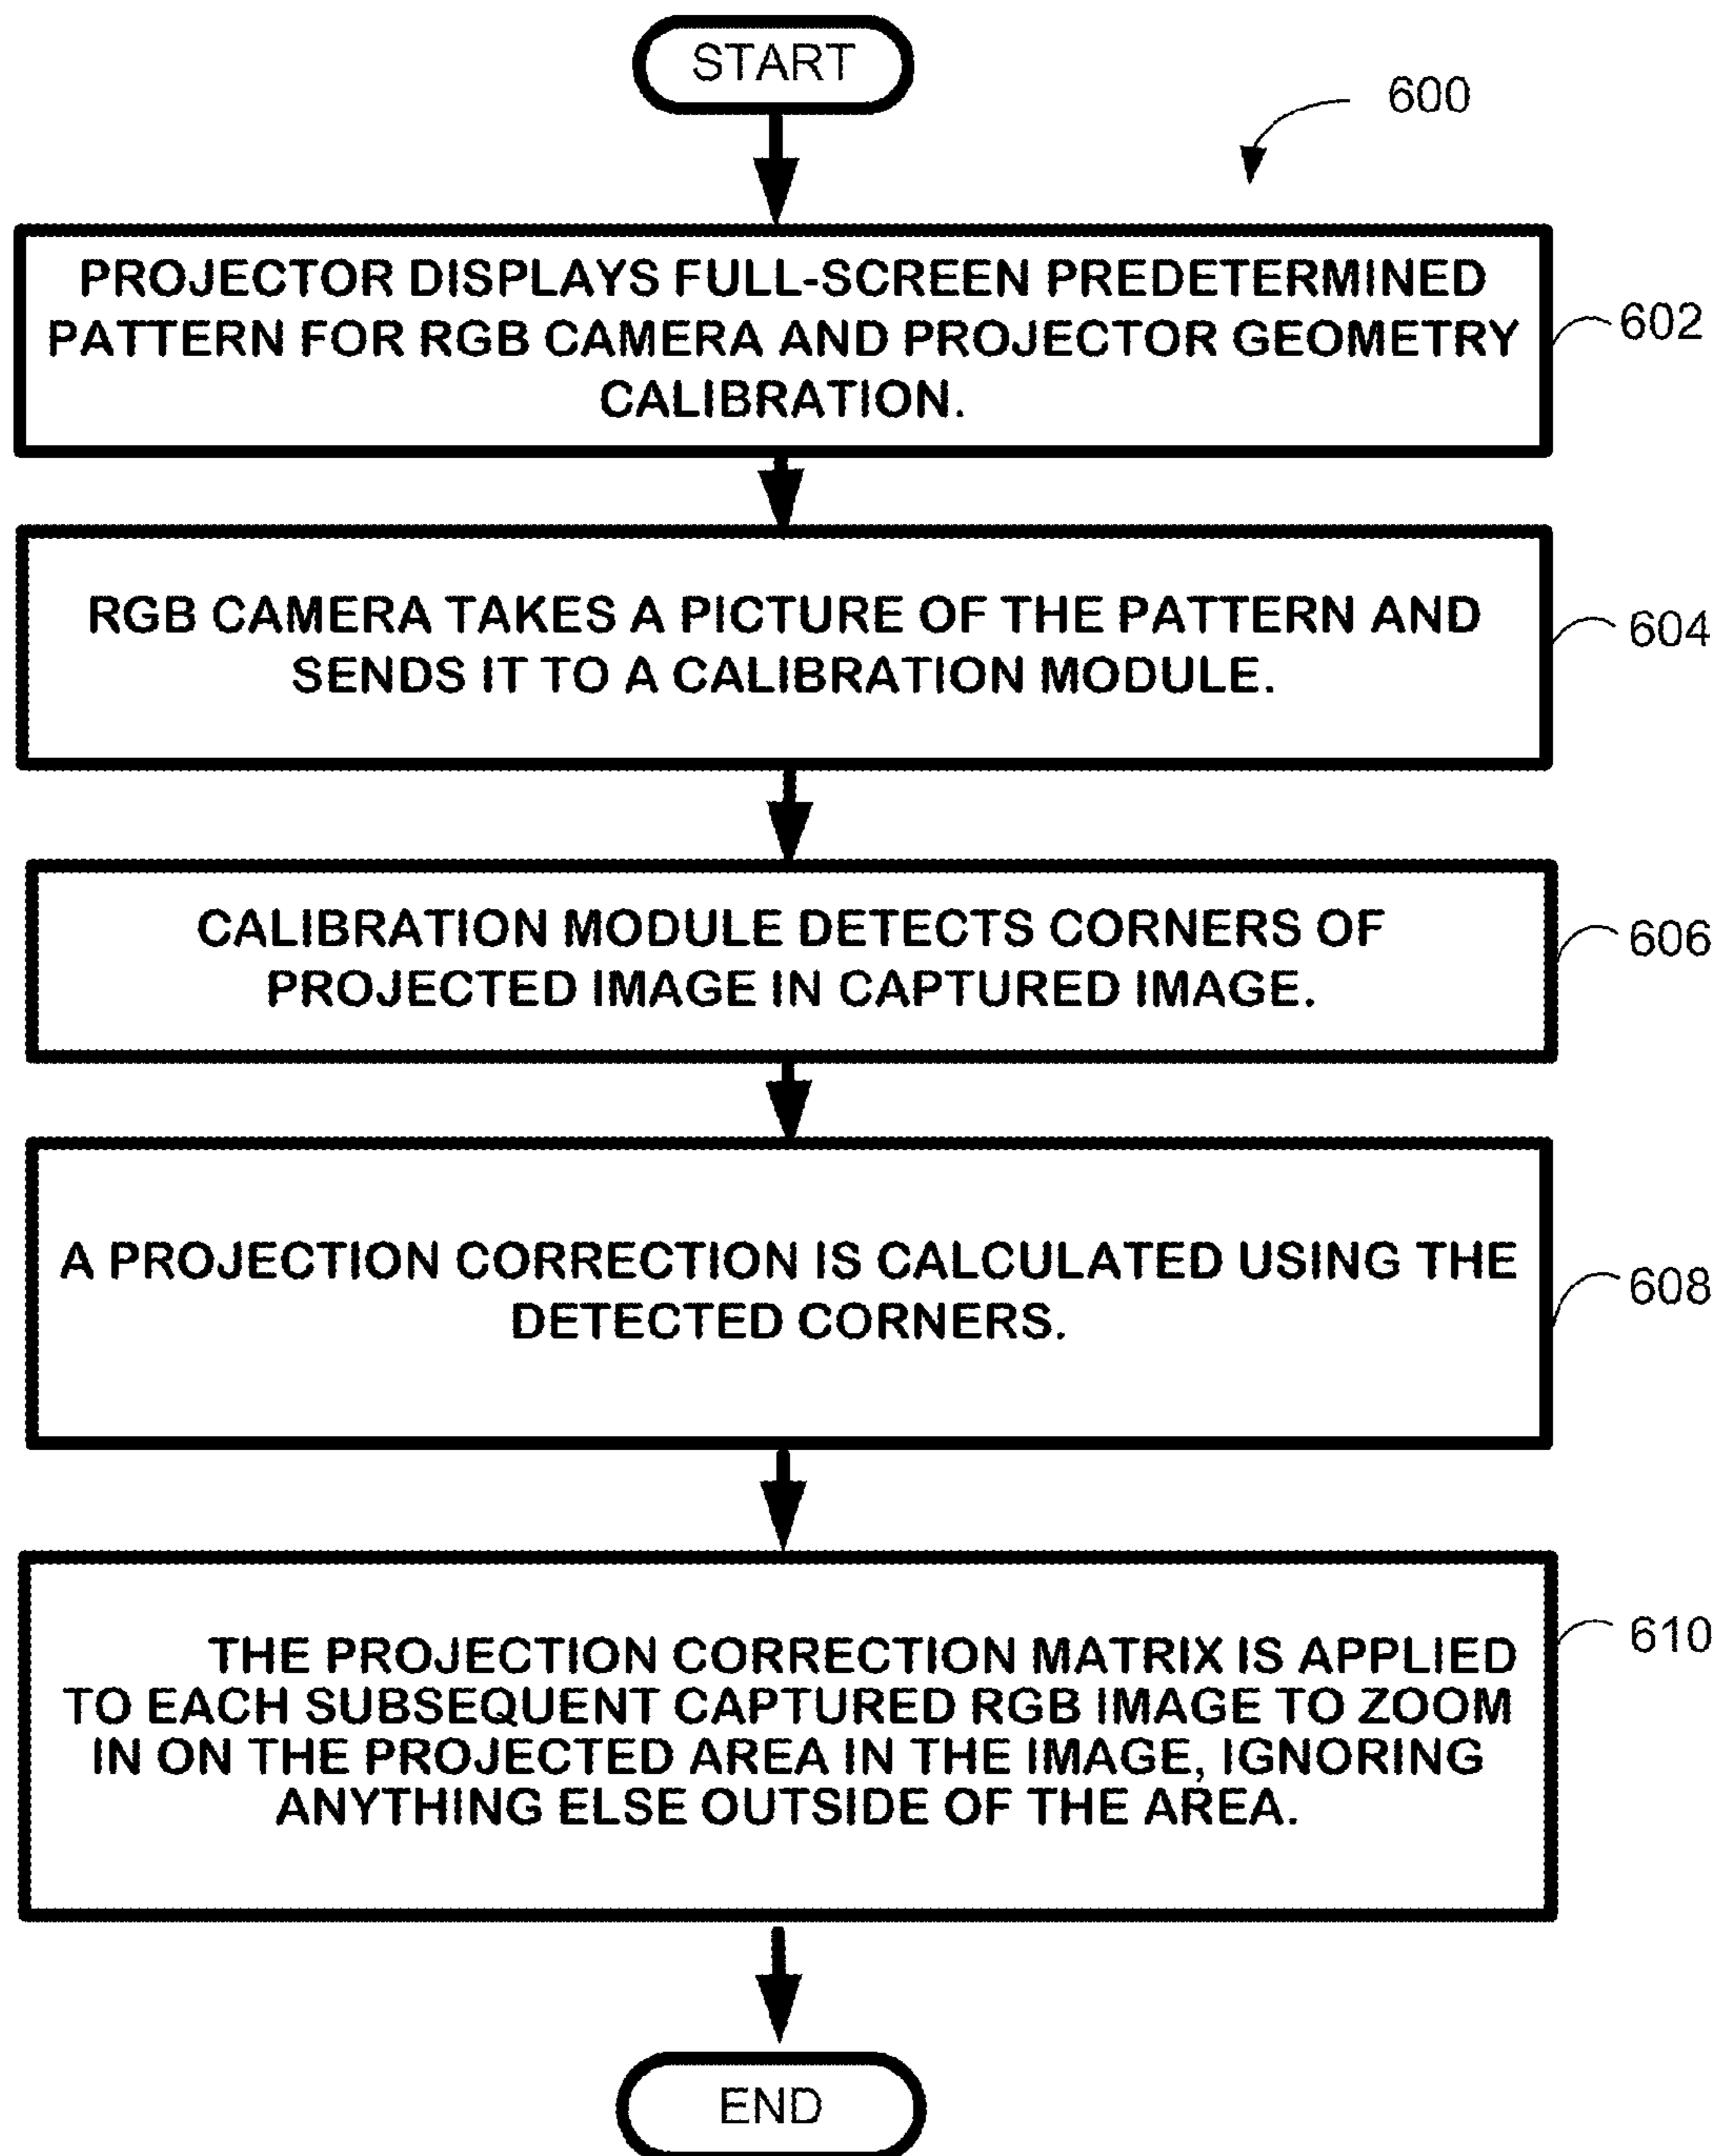 START
600
PROJECTOR DISPLAYS FULL-SCREEN PREDETERMINED
PATTERN FOR RGB CAMERA AND PROJECTOR GEOMETRY
CALIBRATION.
602
RGB CAMERA TAKES A PICTURE OF THE PATTERN AND
SENDS IT TO A CALIBRATION MODULE.
604
CALIBRATION MODULE DETECTS CORNERS OF
PROJECTED IMAGE IN CAPTURED IMAGE.
606
A PROJECTION CORRECTION IS CALCULATED USING THE
DETECTED CORNERS.
608
THE PROJECTION CORRECTION MATRIX IS APPLIED
TO EACH SUBSEQUENT CAPTURED RGB IMAGE TO ZOOM
IN ON THE PROJECTED AREA IN THE IMAGE, IGNORING
ANYTHING ELSE OUTSIDE OF THE AREA.
610
END